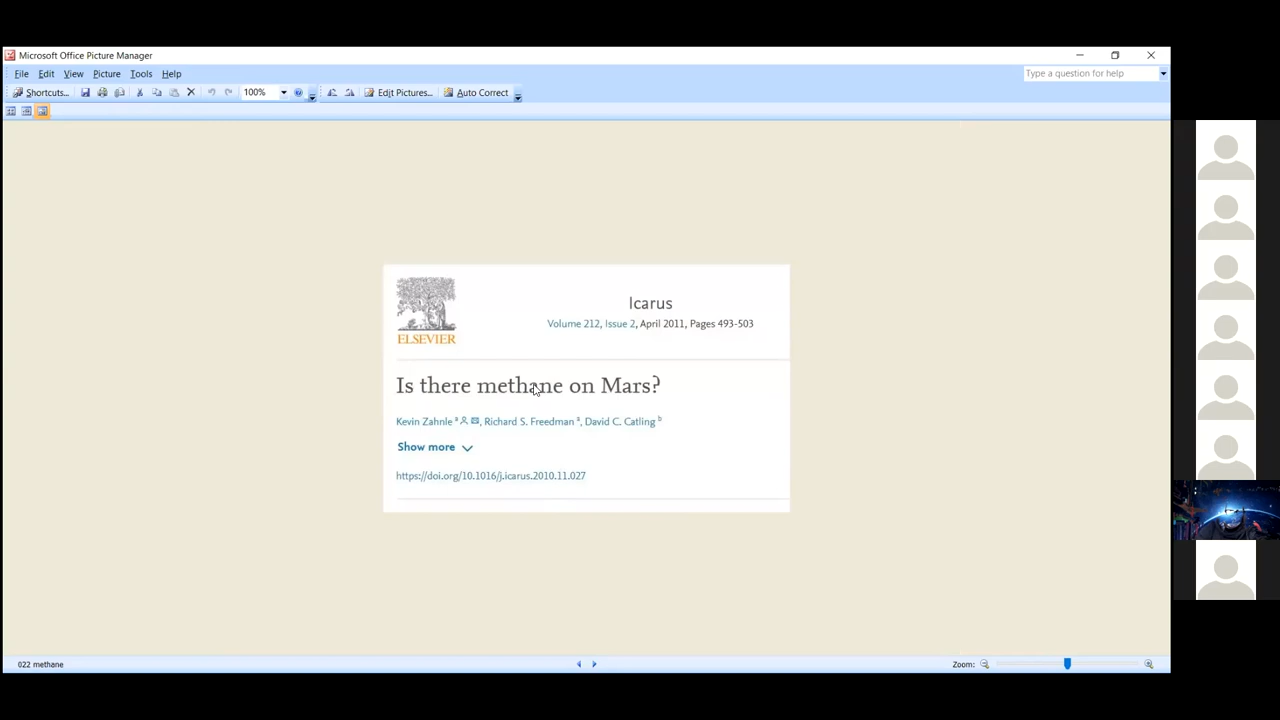 Microsoft Office Picture Manager
File Edit View Picture Tools Help
Type a question for help
Shortcuts... 100% Edit Pictures... Auto Correct
Icarus
Volume 212, Issue 2, April 2011, Pages 493-503
ELSEVIER
Is there methane on Mars?
Kevin Zahnle a, Richard S. Freedman a, David C. Catling b
Show more
https://doi.org/10.1016/j.icarus.2010.11.027
022 methane
Zoom: